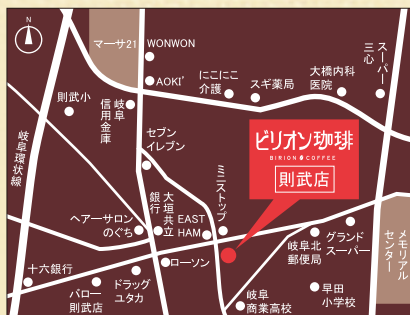 N
マーサ21
WONWON
AOKI'
スーパー
三心
にこにこ
介護
スギ薬局
大橋内科
医院
則武小
岐阜
信用金庫
岐阜環状線
セブン
イレブン
ビリオン珈琲
BIRION COFFEE
則武店
ミニストップ
大垣共立
銀行
EAST
HAM
ヘアーサロン
のぐち
グランド
スーパー
岐阜北
郵便局
メモリアル
センター
ローソン
十六銀行
ドラッグ
ユタカ
バロー
則武店
早田
小学校
岐阜
商業高校